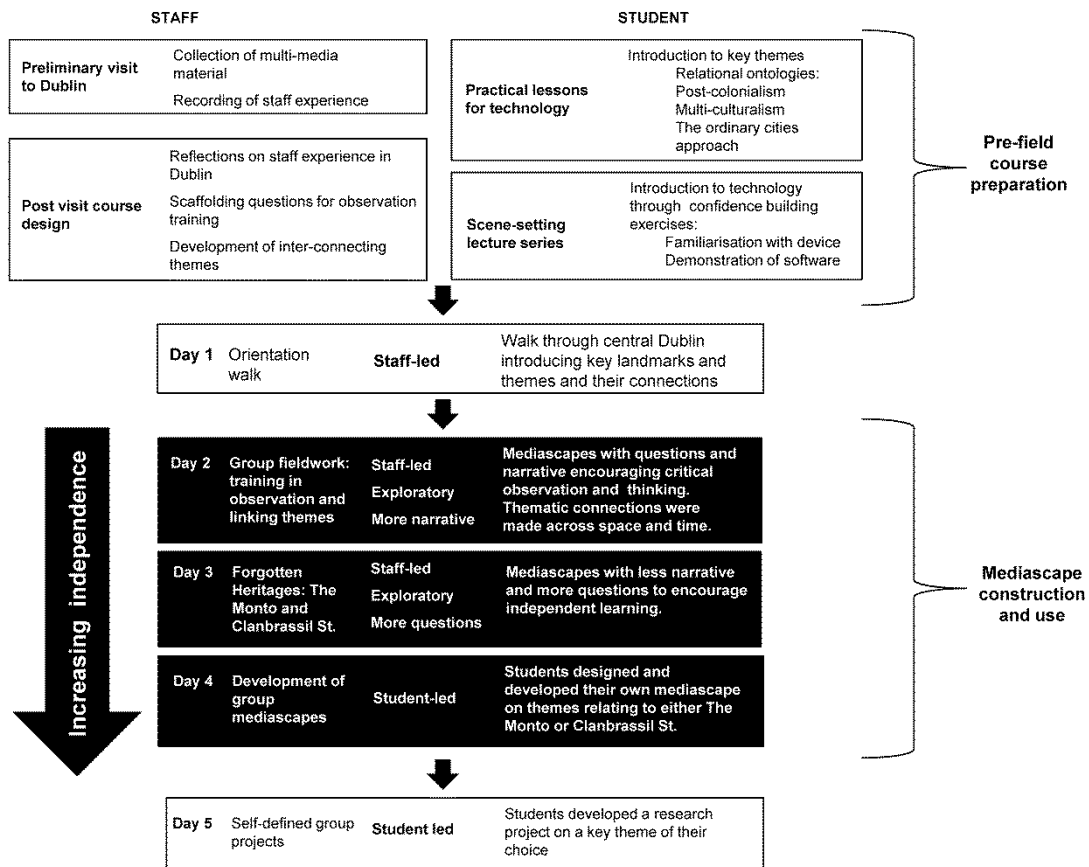 STAFF
STUDENT
Preliminary visit
to Dublin
Collection of multi-media
material
Recording of staff experience
Post visit course
design
Reflections on staff experience in
Dublin
Scaffolding questions for observation
training
Development of inter-connecting
themes
Practical lessons
for technology
Introduction to key themes
Relational ontologies:
Post-colonialism
Multi-culturalism
The ordinary cities
approach
Scene-setting
lecture series
Introduction to technology
through confidence building
exercises:
Familiarisation with device
Demonstration of software
Pre-field
course
preparation
Day 1
Orientation
walk
Staff-led
Walk through central Dublin
introducing key landmarks and
themes and their connections
Increasing independence
Day 2
Group fieldwork:
training in
observation and
linking themes
Staff-led
Exploratory
More narrative
Mediascapes with questions and
narrative encouraging critical
observation and thinking.
Thematic connections were
made across space and time.
Day 3
Forgotten
Heritages: The
Monto and
Clanbrassil St.
Staff-led
Exploratory
More questions
Mediascapes with less narrative
and more questions to encourage
independent learning.
Day 4
Development of
group
mediascapes
Student-led
Students designed and
developed their own mediascape
on themes relating to either The
Monto or Clanbrassil St.
Mediascape
construction
and use
Day 5
Self-defined group
projects
Student led
Students developed a research
project on a key theme of their
choice